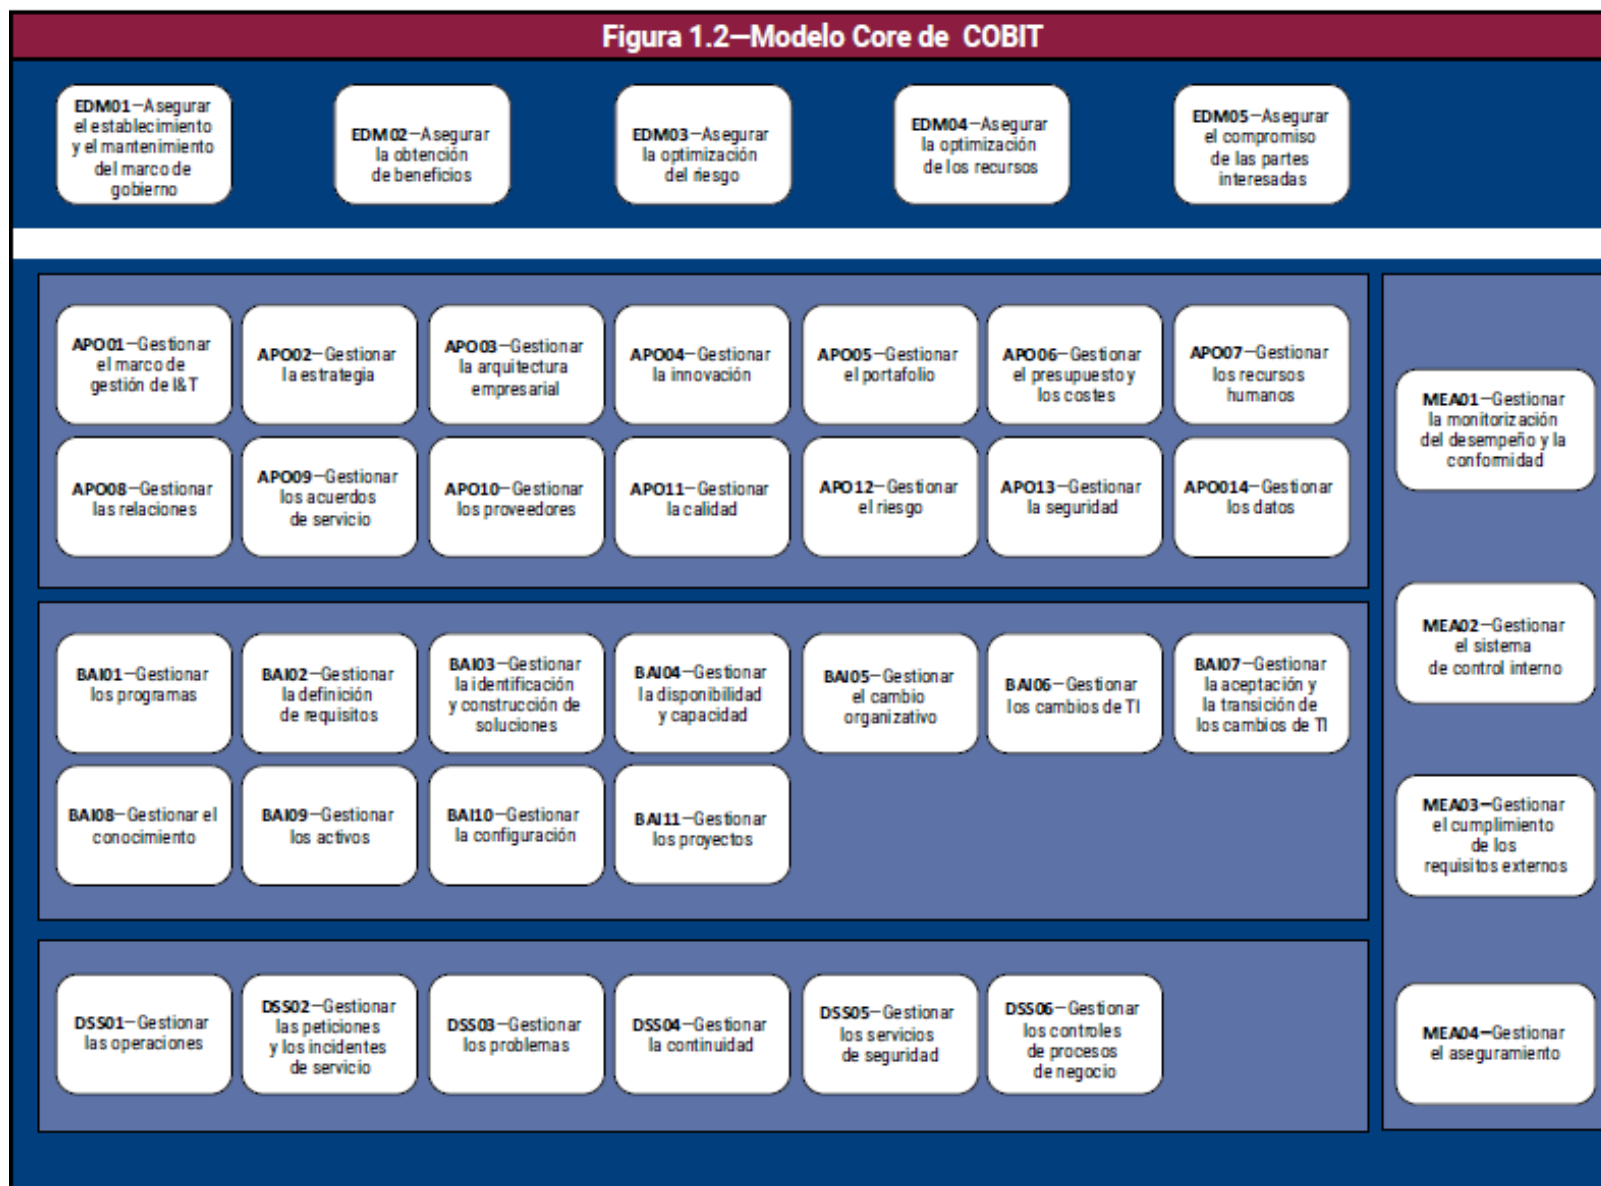 Figura 1.2—Modelo Core de COBIT
EDM01—Asegurar
el establecimiento
y el mantenimiento
del marco de
gobierno
EDM02—Asegurar
la obtención
de beneficios
EDM03—Asegurar
la optimización
del riesgo
EDM04—Asegurar
la optimización
de los recursos
EDM05—Asegurar
el compromiso
de las partes
interesadas
APO01—Gestionar
el marco de
gestión de I&T
APO02—Gestionar
la estrategia
APO03—Gestionar
la arquitectura
empresarial
APO04—Gestionar
la innovación
APO05—Gestionar
el portafolio
APO06—Gestionar
el presupuesto y
los costes
APO07—Gestionar
los recursos
humanos
APO08—Gestionar
las relaciones
APO09—Gestionar
los acuerdos
de servicio
APO10—Gestionar
los proveedores
APO11—Gestionar
la calidad
APO12—Gestionar
el riesgo
APO13—Gestionar
la seguridad
APO014—Gestionar
los datos
BAI01—Gestionar
los programas
BAI02—Gestionar
la definición
de requisitos
BAI03—Gestionar
la identificación
y construcción de
soluciones
BAI04—Gestionar
la disponibilidad
y capacidad
BAI05—Gestionar
el cambio
organizativo
BAI06—Gestionar
los cambios de TI
BAI07—Gestionar
la aceptación y
la transición de
los cambios de TI
BAI08—Gestionar el
conocimiento
BAI09—Gestionar
los activos
BAI10—Gestionar
la configuración
BAI11—Gestionar
los proyectos
DSS01—Gestionar
las operaciones
DSS02—Gestionar
las peticiones
y los incidentes
de servicio
DSS03—Gestionar
los problemas
DSS04—Gestionar
la continuidad
DSS05—Gestionar
los servicios
de seguridad
DSS06—Gestionar
los controles
de procesos
de negocio
MEA01—Gestionar
la monitorización
del desempeño y la
conformidad
MEA02—Gestionar
el sistema
de control interno
MEA03—Gestionar
el cumplimiento
de los
requisitos externos
MEA04—Gestionar
el aseguramiento